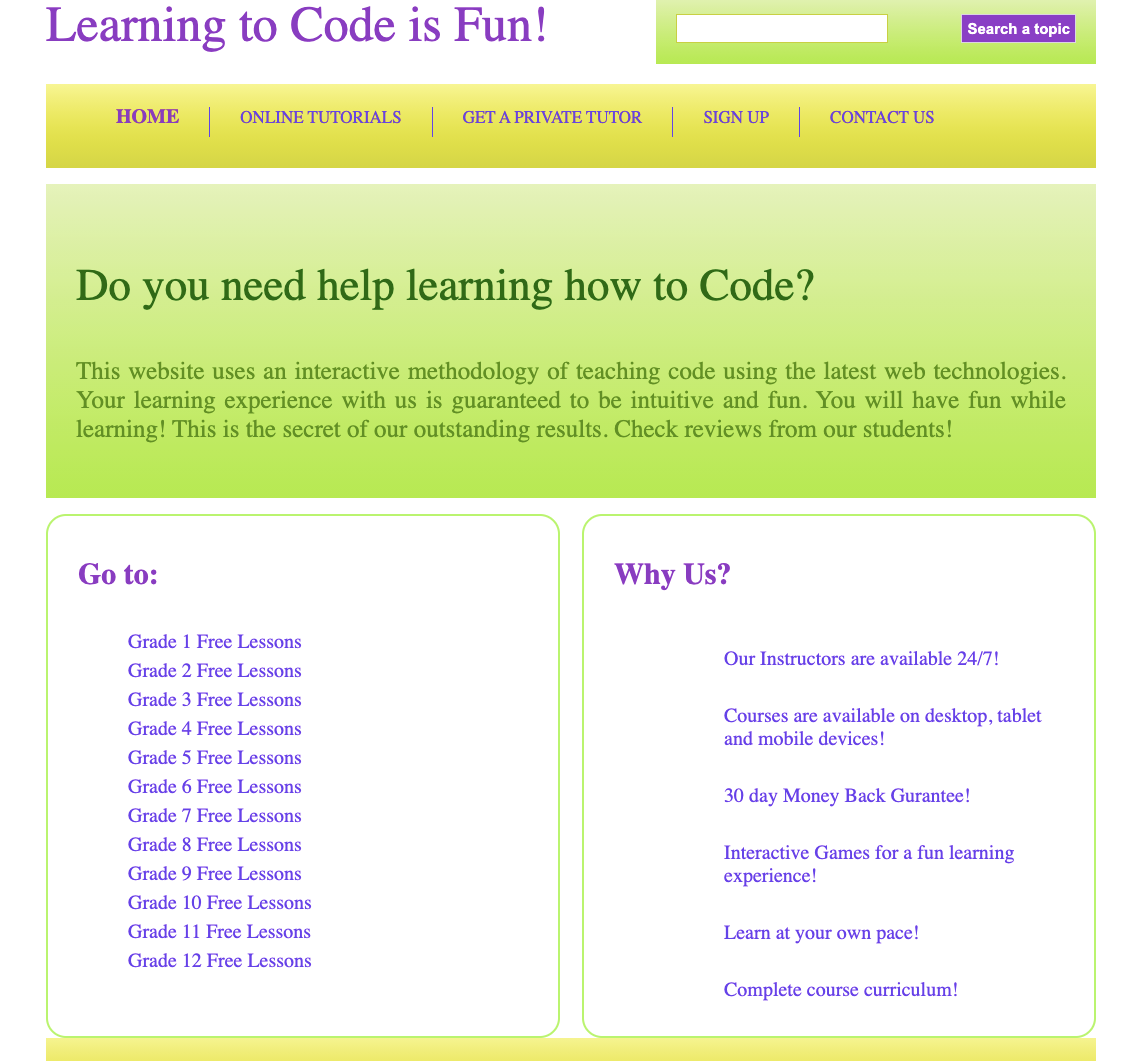 Learning to Code is Fun!
Search a topic
HOME
ONLINE TUTORIALS
GET A PRIVATE TUTOR
SIGN UP
CONTACT US
Do you need help learning how to Code?
This website uses an interactive methodology of teaching code using the latest web technologies.
Your learning experience with us is guaranteed to be intuitive and fun. You will have fun while
learning! This is the secret of our outstanding results. Check reviews from our students!
Go to:
Grade 1 Free Lessons
Grade 2 Free Lessons
Grade 3 Free Lessons
Grade 4 Free Lessons
Grade 5 Free Lessons
Grade 6 Free Lessons
Grade 7 Free Lessons
Grade 8 Free Lessons
Grade 9 Free Lessons
Grade 10 Free Lessons
Grade 11 Free Lessons
Grade 12 Free Lessons
Why Us?
Our Instructors are available 24/7!
Courses are available on desktop, tablet
and mobile devices!
30 day Money Back Gurantee!
Interactive Games for a fun learning
experience!
Learn at your own pace!
Complete course curriculum!